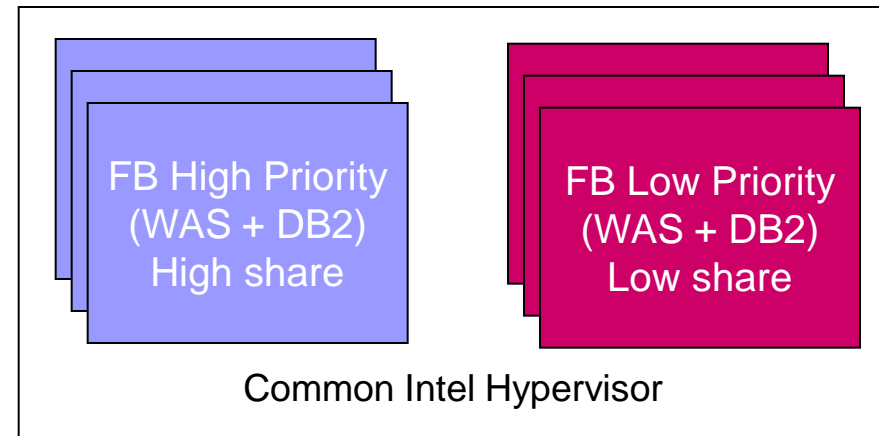 FB High Priority
(WAS + DB2)
High share
FB Low Priority
(WAS + DB2)
Low share
Common Intel Hypervisor